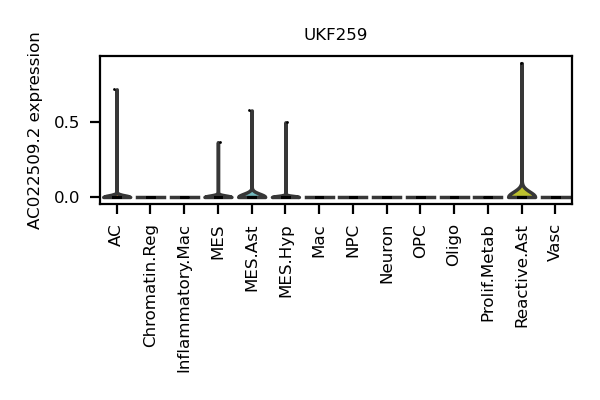 UKF259
AC022509.2 expression
0.5
0.0
AC
Chromatin.Reg
Inflammatory.Mac
MES
MES.Ast
MES.Hyp
Mac
NPC
Neuron
OPC
Oligo
Prolif.Metab
Reactive.Ast
Vasc